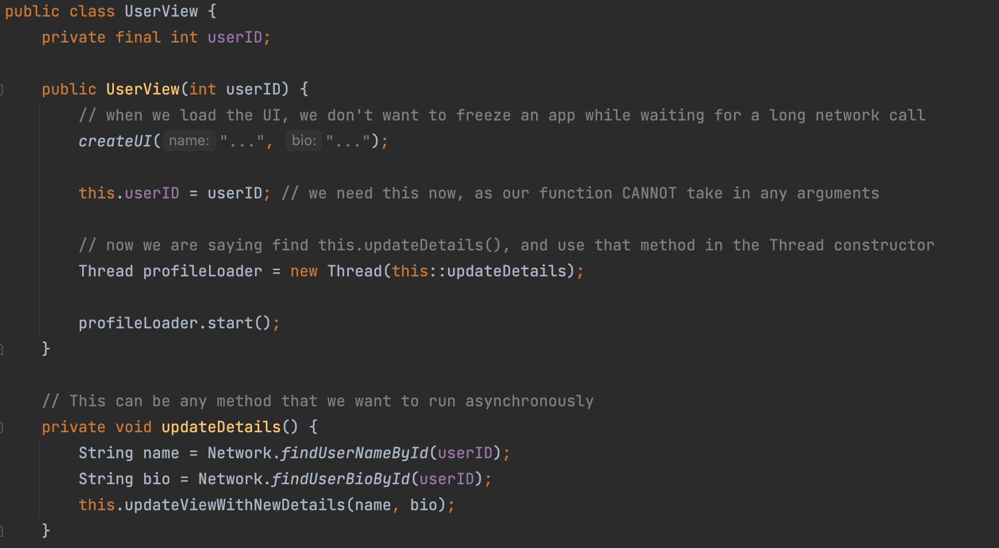 public class UserView {
    private final int userID;

    public UserView(int userID) {
        // when we load the UI, we don't want to freeze an app while waiting for a long network call
        createUI( name: "...", bio: "...");

        this.userID = userID; // we need this now, as our function CANNOT take in any arguments

        // now we are saying find this.updateDetails(), and use that method in the Thread constructor
        Thread profileLoader = new Thread(this::updateDetails);

        profileLoader.start();
    }

    // This can be any method that we want to run asynchronously
    private void updateDetails() {
        String name = Network.findUserNameById(userID);
        String bio = Network.findUserBioById(userID);
        this.updateViewWithNewDetails(name, bio);
    }